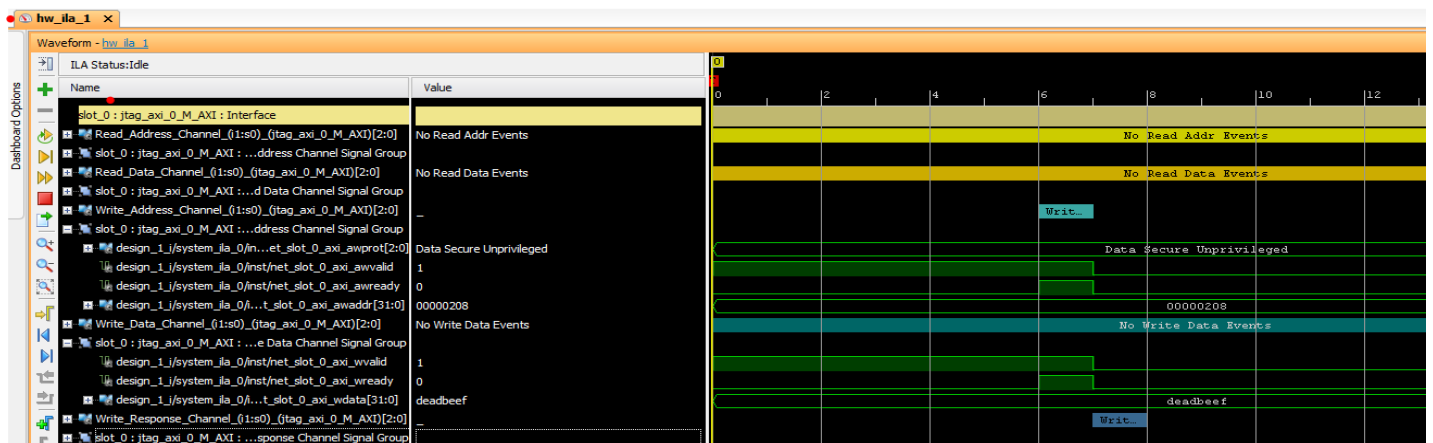 hw_ila_1 ×
Dashboard Options
Waveform - hw_ila_1
ILA Status:Idle
Name Value
0
0 2 4 6 8 10 12
slot_0 : jtag_axi_0_M_AXI : Interface
Read_Address_Channel_(i1:s0)_(jtag_axi_0_M_AXI)[2:0] No Read Addr Events No Read Addr Events
slot_0 : jtag_axi_0_M_AXI : ...ddress Channel Signal Group
Read_Data_Channel_(i1:s0)_(jtag_axi_0_M_AXI)[2:0] No Read Data Events No Read Data Events
slot_0 : jtag_axi_0_M_AXI :...d Data Channel Signal Group
Write_Address_Channel_(i1:s0)_(jtag_axi_0_M_AXI)[2:0] _ Writ...
slot_0 : jtag_axi_0_M_AXI :...ddress Channel Signal Group
design_1_i/system_ila_0/in...et_slot_0_axi_awprot[2:0] Data Secure Unprivileged Data Secure Unprivileged
design_1_i/system_ila_0/inst/net_slot_0_axi_awvalid 1
design_1_i/system_ila_0/inst/net_slot_0_axi_awready 0
design_1_i/system_ila_0/i...t_slot_0_axi_awaddr[31:0] 00000208 00000208
Write_Data_Channel_(i1:s0)_(jtag_axi_0_M_AXI)[2:0] No Write Data Events No Write Data Events
slot_0 : jtag_axi_0_M_AXI : ...e Data Channel Signal Group
design_1_i/system_ila_0/inst/net_slot_0_axi_wvalid 1
design_1_i/system_ila_0/inst/net_slot_0_axi_wready 0
design_1_i/system_ila_0/i...t_slot_0_axi_wdata[31:0] deadbeef deadbeef
Write_Response_Channel_(i1:s0)_(jtag_axi_0_M_AXI)[2:0] _ Writ...
slot_0 : jtag_axi_0_M_AXI : ...sponse Channel Signal Group